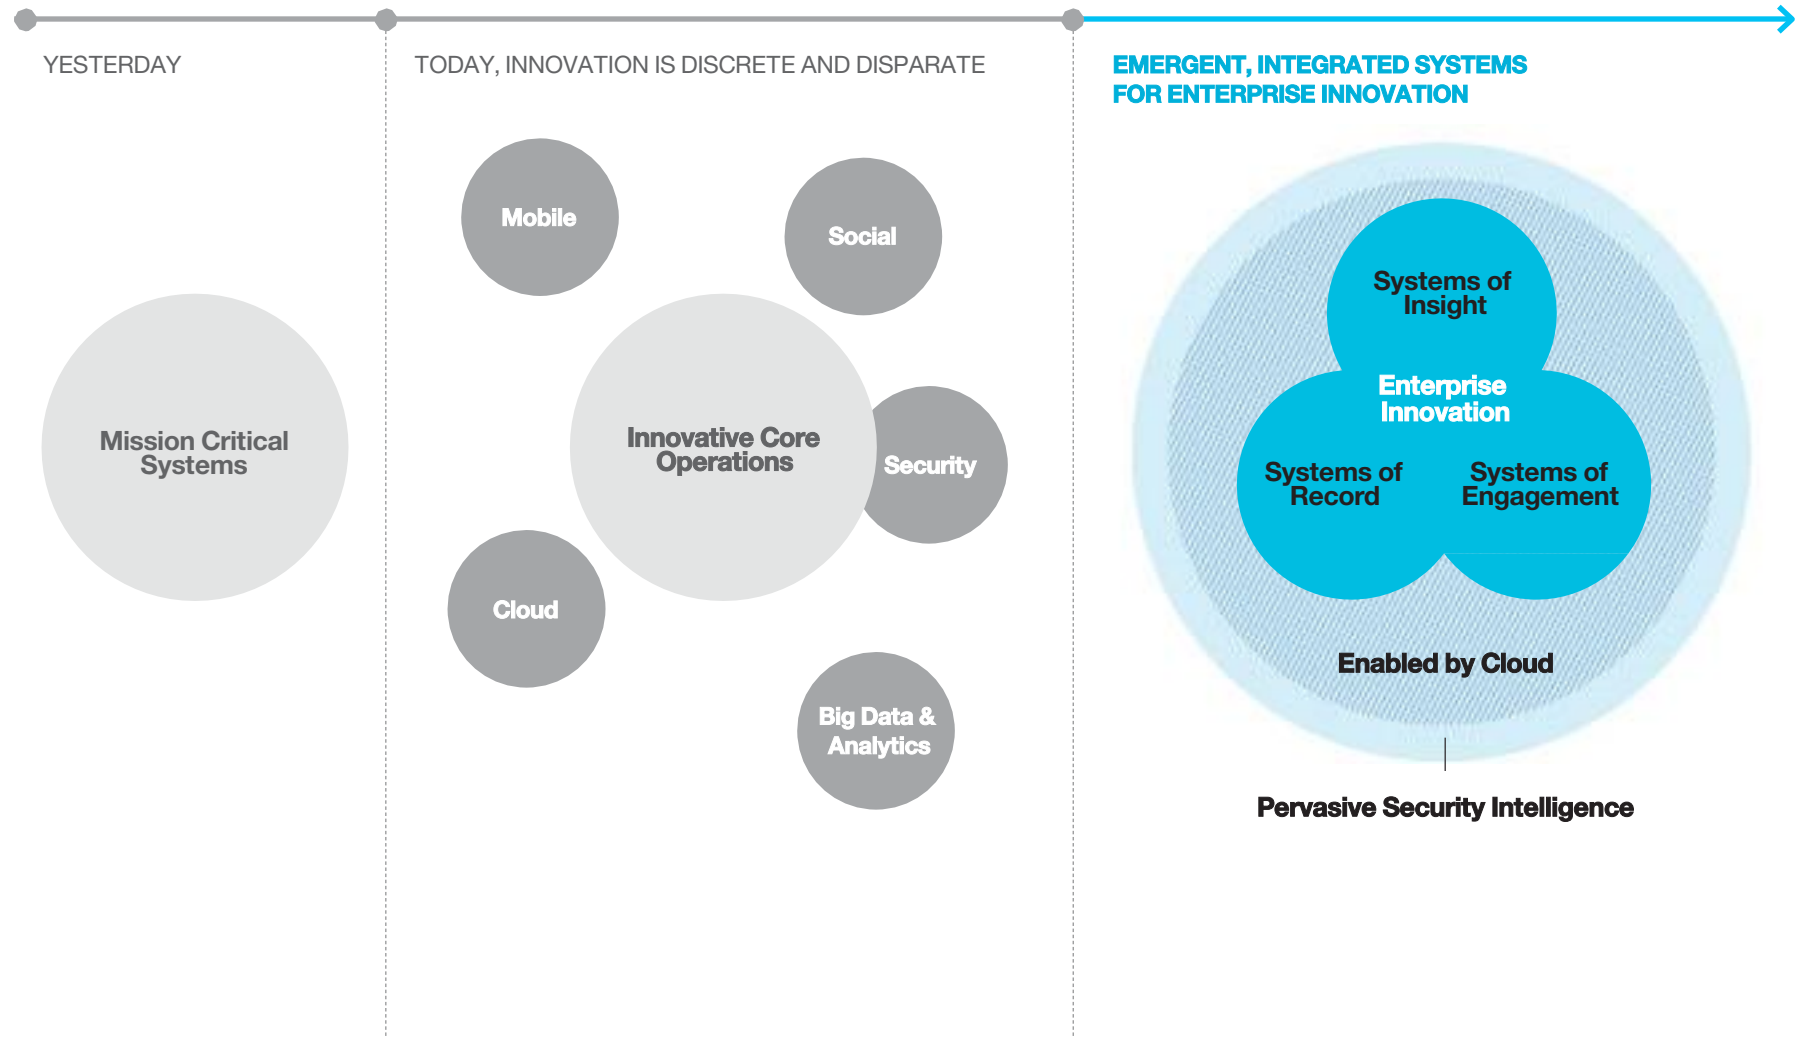 YESTERDAY
TODAY, INNOVATION IS DISCRETE AND DISPARATE
EMERGENT, INTEGRATED SYSTEMS
FOR ENTERPRISE INNOVATION
Mission Critical
Systems
Mobile
Social
Innovative Core
Operations
Security
Cloud
Big Data &
Analytics
Systems of
Insight
Enterprise
Innovation
Systems of
Record
Systems of
Engagement
Enabled by Cloud
Pervasive Security Intelligence